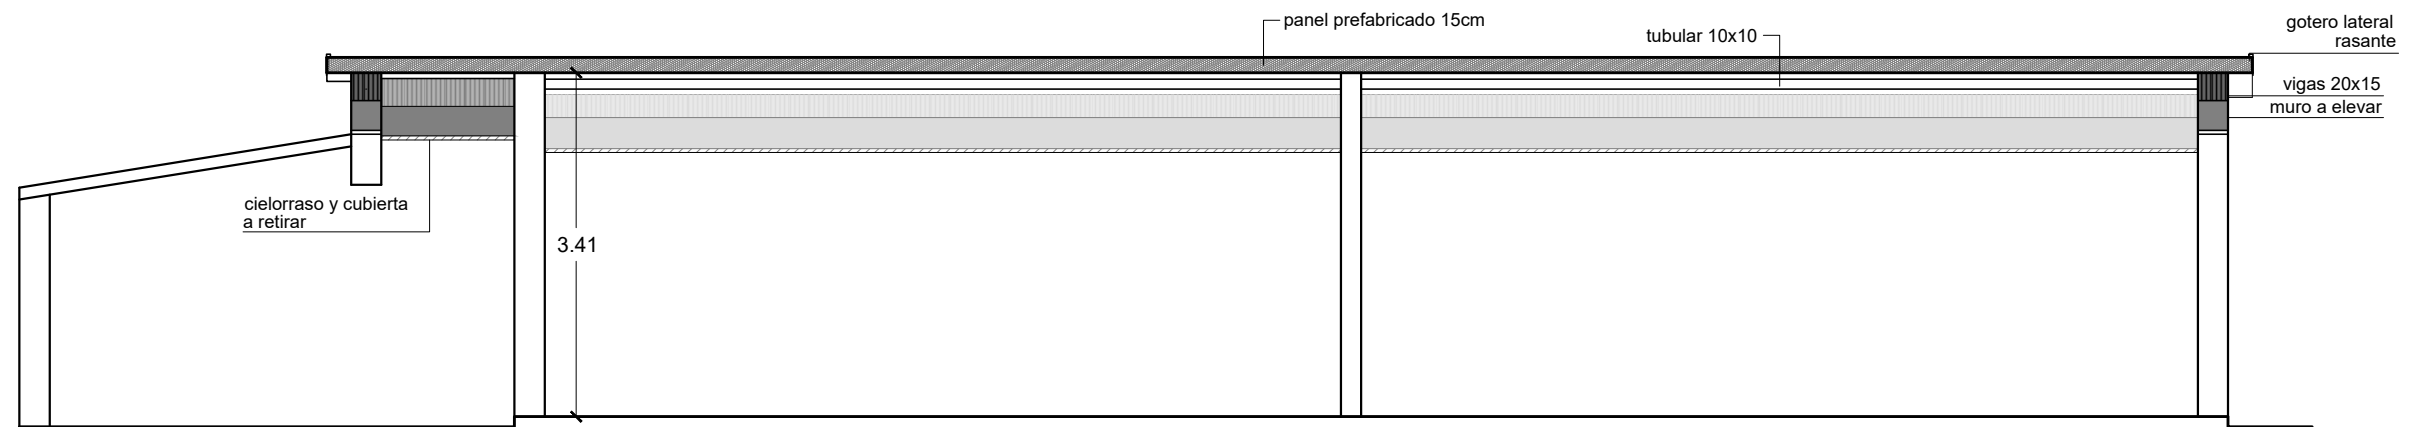 panel prefabricado 15cm
tubular 10x10
gotero lateral
rasante
vigas 20x15
muro a elevar
cielorraso y cubierta
a retirar
3.41